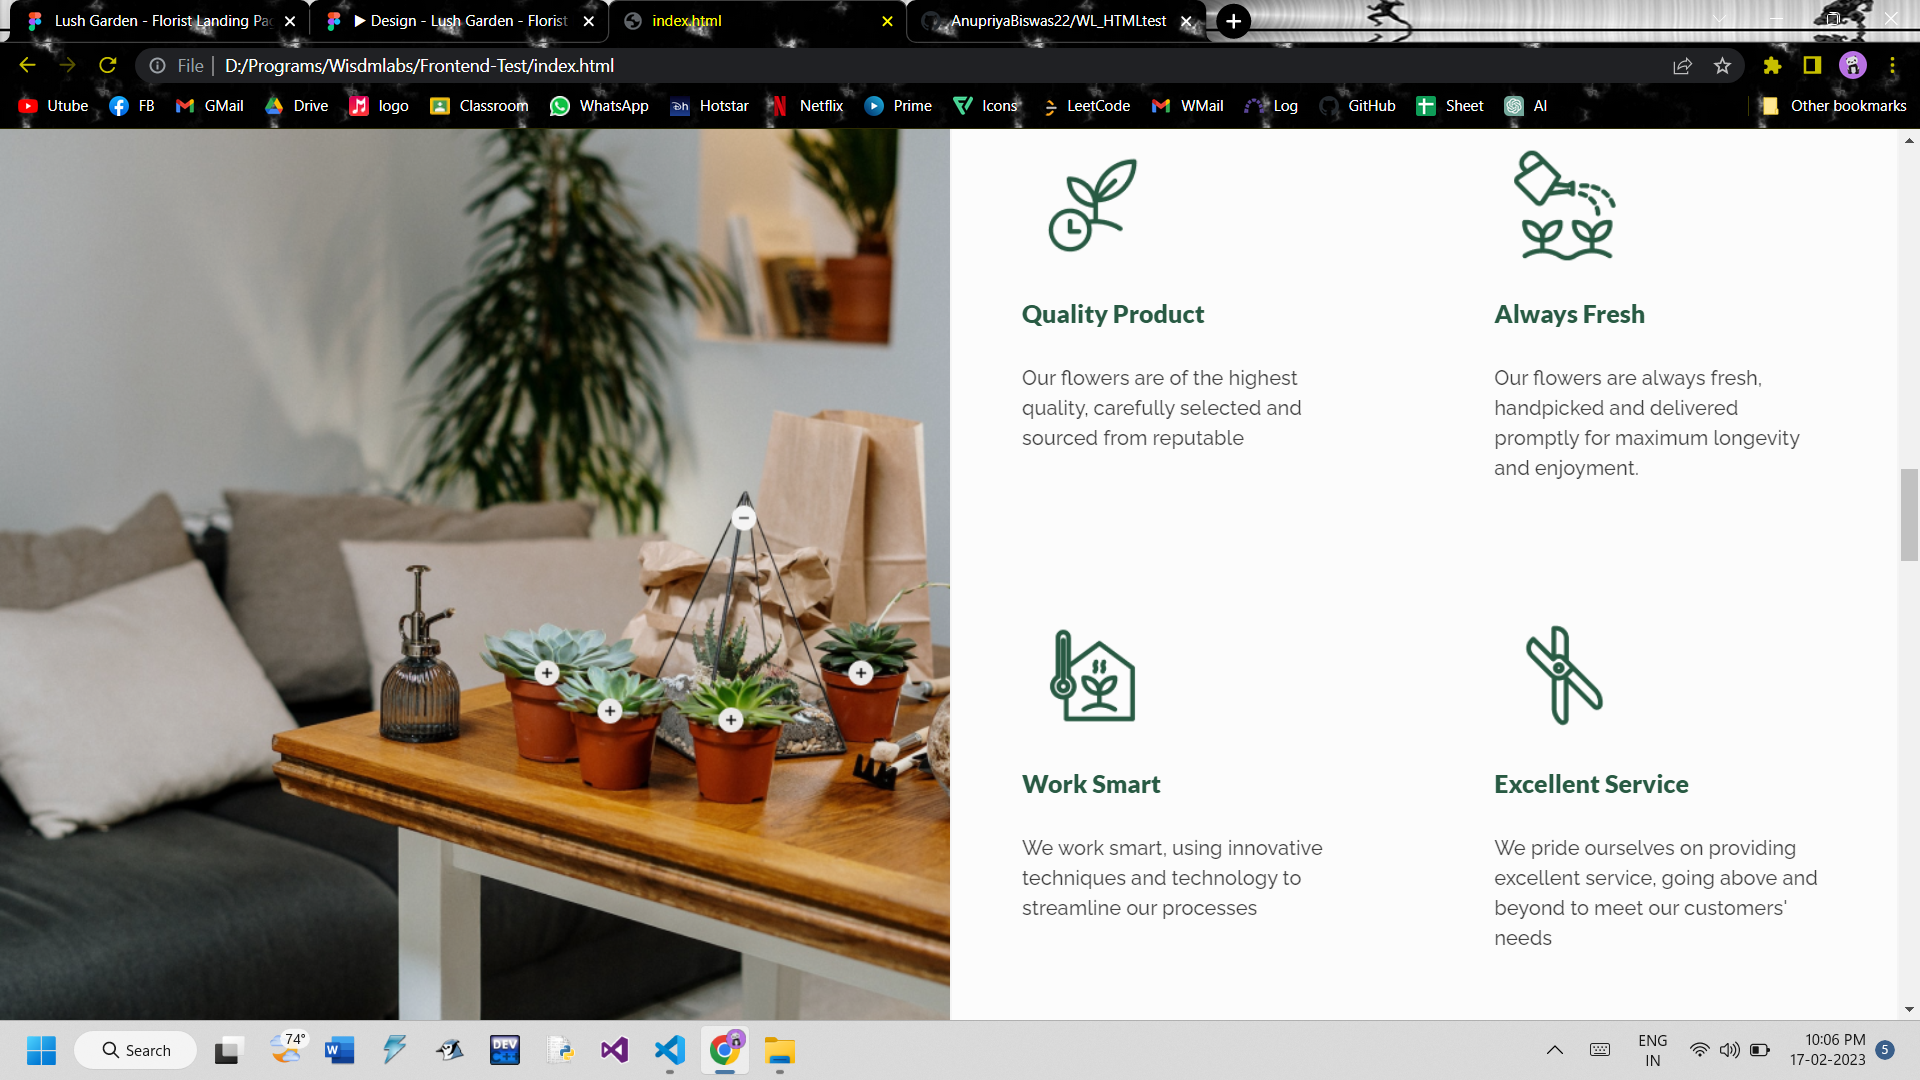 Lush Garden - Florist Landing Pa
▶ Design - Lush Garden - Florist
index.html
AnupriyaBiswas22/WL_HTMLtest
File
D:/Programs/Wisdmlabs/Frontend-Test/index.html
Utube
FB
GMail
Drive
logo
Classroom
WhatsApp
Hotstar
Netflix
Prime
Icons
LeetCode
WMail
Log
GitHub
Sheet
AI
Other bookmarks
Quality Product
Our flowers are of the highest
quality, carefully selected and
sourced from reputable
Always Fresh
Our flowers are always fresh,
handpicked and delivered
promptly for maximum longevity
and enjoyment.
Work Smart
We work smart, using innovative
techniques and technology to
streamline our processes
Excellent Service
We pride ourselves on providing
excellent service, going above and
beyond to meet our customers'
needs
Search
74°
DEV
C++
ENG
IN
10:06 PM
17-02-2023
5